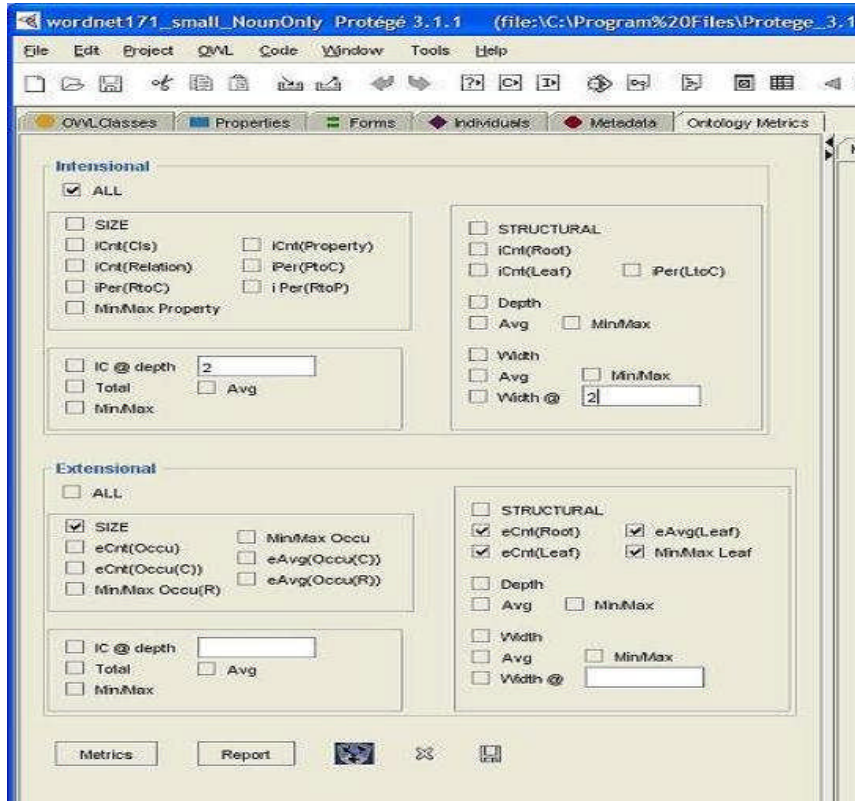 wordnet171_small_NounOnly Protégé 3.1.1 (file:\C:\Program%20Files\Protege_3.1
File Edit Project OWL Code Window Tools Help
OWLClasses Properties Forms Individuals Metadata Ontology Metrics
Intensional
ALL
SIZE
iCnt(Cls) iCnt(Property)
iCnt(Relation) iPer(PtoC)
iPer(RtoC) i Per(RtoP)
Min/Max Property
STRUCTURAL
iCnt(Root)
iCnt(Leaf) iPer(LtoC)
Depth
Avg Min/Max
IC @ depth 2
Total Avg
Min/Max
Width
Avg Min/Max
Width @ 2
Extensional
ALL
SIZE
eCnt(Occu)
eCnt(Occu(C))
Min/Max Occu(R)
Min/Max Occu
eAvg(Occu(C))
eAvg(Occu(R))
STRUCTURAL
eCnt(Root) eAvg(Leaf)
eCnt(Leaf) Min/Max Leaf
Depth
Avg Min/Max
IC @ depth
Total Avg
Min/Max
Width
Avg Min/Max
Width @
Metrics Report